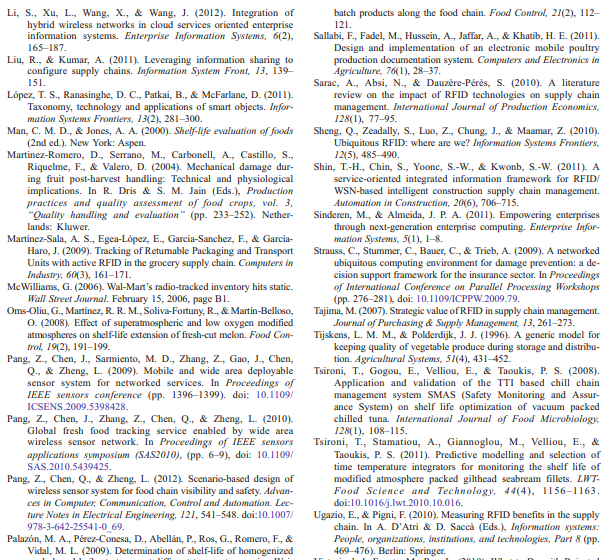 Li, S., Xu, L., Wang, X., & Wang, J. (2012). Integration of
hybrid wireless networks in cloud services oriented enterprise
information systems. Enterprise Information Systems, 6(2),
165–187.
Liu, R., & Kumar, A. (2011). Leveraging information sharing to
configure supply chains. Information System Front, 13, 139–
151.
López, T. S., Ranasinghe, D. C., Patkai, B., & McFarlane, D. (2011).
Taxonomy, technology and applications of smart objects. Infor-
mation Systems Frontiers, 13(2), 281–300.
Man, C. M. D., & Jones, A. A. (2000). Shelf-life evaluation of foods
(2nd ed.). New York: Aspen.
Martinez-Romero, D., Serrano, M., Carbonell, A., Castillo, S.,
Riquelme, F., & Valero, D. (2004). Mechanical damage dur-
ing fruit post-harvest handling: Technical and physiological
implications. In R. Dris & S. M. Jain (Eds.), Production
practices and quality assessment of food crops, vol. 3,
“Quality handling and evaluation” (pp. 233–252). Nether-
lands: Kluwer.
Martínez-Sala, A. S., Egea-López, E., García-Sanchez, F., & García-
Haro, J. (2009). Tracking of Returnable Packaging and Transport
Units with active RFID in the grocery supply chain. Computers in
Industry, 60(3), 161–171.
McWilliams, G. (2006). Wal-Mart’s radio-tracked inventory hits static.
Wall Street Journal. February 15, 2006, page B1.
Oms-Oliu, G., Martínez, R. R. M., Soliva-Fortuny, R., & Martín-Belloso,
O. (2008). Effect of superatmospheric and low oxygen modified
atmospheres on shelf-life extension of fresh-cut melon. Food Con-
trol, 19(2), 191–199.
Pang, Z., Chen, J., Sarmiento, M. D., Zhang, Z., Gao, J., Chen,
Q., & Zheng, L. (2009). Mobile and wide area deployable
sensor system for networked services. In Proceedings of
IEEE sensors conference (pp. 1396–1399). doi: 10.1109/
ICSENS.2009.5398428.
Pang, Z., Chen, J., Zhang, Z., Chen, Q., & Zheng, L. (2010).
Global fresh food tracking service enabled by wide area
wireless sensor network. In Proceedings of IEEE sensors
applications symposium (SAS2010), (pp. 6–9), doi: 10.1109/
SAS.2010.5439425.
Pang, Z., Chen, Q., & Zheng, L. (2012). Scenario-based design of
wireless sensor system for food chain visibility and safety. Advan-
ces in Computer, Communication, Control and Automation. Lec-
ture Notes in Electrical Engineering, 121, 541–548. doi:10.1007/
978-3-642-25541-0_69.
Palazón, M. A., Pérez-Conesa, D., Abellán, P., Ros, G., Romero, F., &
Vidal, M. L. (2009). Determination of shelf-life of homogenized
batch products along the food chain. Food Control, 21(2), 112–
121.
Sallabi, F., Fadel, M., Hussein, A., Jaffar, A., & Khatib, H. E. (2011).
Design and implementation of an electronic mobile poultry
production documentation system. Computers and Electronics in
Agriculture, 76(1), 28–37.
Sarac, A., Absi, N., & Dauzère-Pérès, S. (2010). A literature
review on the impact of RFID technologies on supply chain
management. International Journal of Production Economics,
128(1), 77–95.
Sheng, Q., Zeadally, S., Luo, Z., Chung, J., & Maamar, Z. (2010).
Ubiquitous RFID: where are we? Information Systems Frontiers,
12(5), 485–490.
Shin, T.-H., Chin, S., Yoonc, S.-W., & Kwonb, S.-W. (2011). A
service-oriented integrated information framework for RFID/
WSN-based intelligent construction supply chain management.
Automation in Construction, 20(6), 706–715.
Sinderen, M., & Almeida, J. P. A. (2011). Empowering enterprises
through next-generation enterprise computing. Enterprise Infor-
mation Systems, 5(1), 1–8.
Strauss, C., Stummer, C., Bauer, C., & Trieb, A. (2009). A networked
ubiquitous computing environment for damage prevention: a de-
cision support framework for the insurance sector. In Proceedings
of International Conference on Parallel Processing Workshops
(pp. 276–281), doi: 10.1109/ICPPW.2009.79.
Tajima, M. (2007). Strategic value of RFID in supply chain management.
Journal of Purchasing & Supply Management, 13, 261–273.
Tijskens, L. M. M., & Polderdijk, J. J. (1996). A generic model for
keeping quality of vegetable produce during storage and distribu-
tion. Agricultural Systems, 51(4), 431–452.
Tsironi, T., Gogou, E., Velliou, E., & Taoukis, P. S. (2008).
Application and validation of the TTI based chill chain
management system SMAS (Safety Monitoring and Assur-
ance System) on shelf life optimization of vacuum packed
chilled tuna. International Journal of Food Microbiology,
128(1), 108–115.
Tsironi, T., Stamatiou, A., Giannoglou, M., Velliou, E., &
Taoukis, P. S. (2011). Predictive modelling and selection of
time temperature integrators for monitoring the shelf life of
modified atmosphere packed gilthead seabream fillets. LWT-
Food Science and Technology, 44(4), 1156–1163.
doi:10.1016/j.lwt.2010.10.016.
Ugazio, E., & Pigni, F. (2010). Measuring RFID benefits in the supply
chain. In A. D’Atri & D. Saccà (Eds.), Information systems:
People, organizations, institutions, and technologies, Part 8 (pp.
469–476). Berlin: Springer.